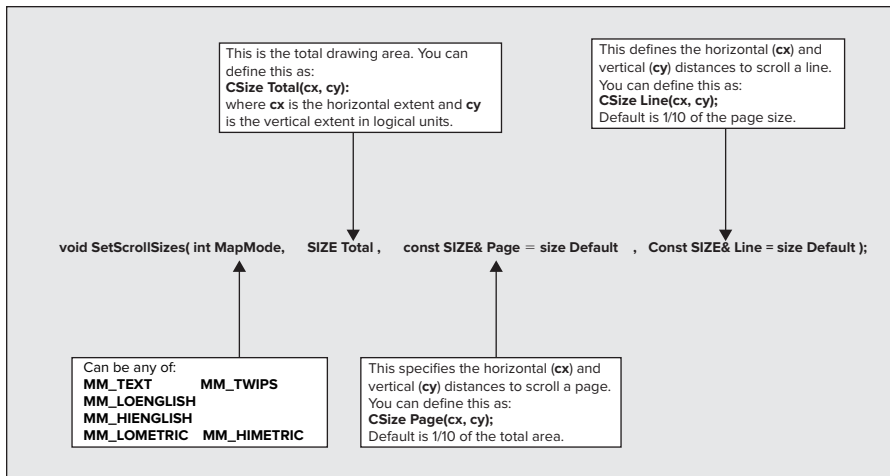 This is the total drawing area. You can
define this as:
CSize Total(cx, cy):
where cx is the horizontal extent and cy
is the vertical extent in logical units.
This defines the horizontal (cx) and
vertical (cy) distances to scroll a line.
You can define this as:
CSize Line(cx, cy);
Default is 1/10 of the page size.
void SetScrollSizes( int MapMode, SIZE Total , const SIZE& Page = size Default , Const SIZE& Line = size Default );
Can be any of:
MM_TEXT MM_TWIPS
MM_LOENGLISH
MM_HIENGLISH
MM_LOMETRIC MM_HIMETRIC
This specifies the horizontal (cx) and
vertical (cy) distances to scroll a page.
You can define this as:
CSize Page(cx, cy);
Default is 1/10 of the total area.